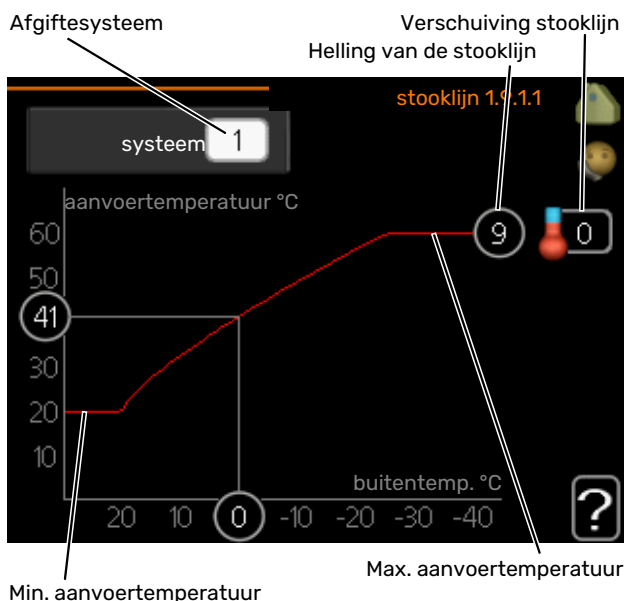 Afgiftesysteem
Verschuiving stooklijn
Helling van de stooklijn
stooklijn 1.9.1.1
systeem 1
aanvoertemperatuur °C
60
9
0
50
41
30
20
10
buitentemp. °C
20 10 0 -10 -20 -30 -40
?
Max. aanvoertemperatuur
Min. aanvoertemperatuur